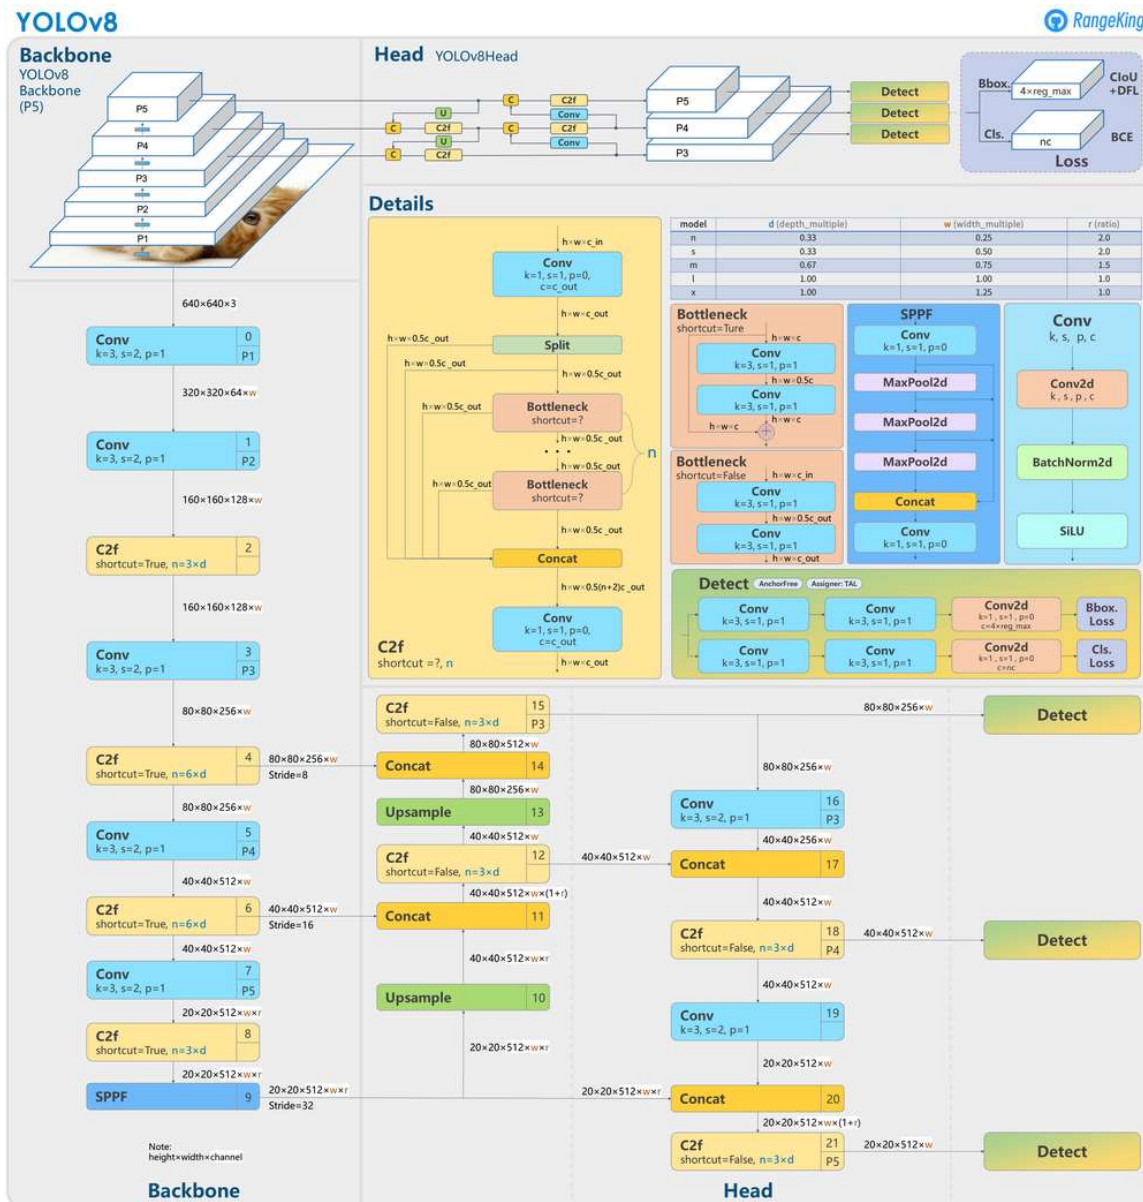 YOLOv8
RangeKing
Backbone
YOLOv8
Backbone
(P5)
P5
P4
P3
P2
P1
Head YOLOv8Head
C
C2f
U
Conv
C
C2f
C
C2f
U
Conv
C
C2f
P5
P4
P3
Detect
Detect
Detect
Bbox.
4×reg_max
CIoU
+DFL
Cls.
nc
BCE
Loss
Details
h×w×c_in
Conv
k=1, s=1, p=0,
c=c_out
h×w×c_out
h×w×0.5c_out
Split
h×w×0.5c_out
h×w×0.5c_out
h×w×0.5c_out
Bottleneck
shortcut=?
h×w×0.5c_out
. . .
n
h×w×0.5c_out
h×w×0.5c_out
Bottleneck
shortcut=?
h×w×0.5c_out
Concat
h×w×0.5(n+2)c_out
Conv
k=1, s=1, p=0,
c=c_out
h×w×c_out
C2f
shortcut =?, n
model d (depth_multiple) w (width_multiple) r (ratio)
n 0.33 0.25 2.0
s 0.33 0.50 2.0
m 0.67 0.75 1.5
l 1.00 1.00 1.0
x 1.00 1.25 1.0
Bottleneck
shortcut=Ture
h×w×c
Conv
k=3, s=1, p=1
h×w×0.5c
Conv
k=3, s=1, p=1
h×w×c
h×w×c
Bottleneck
shortcut=False
h×w×c_in
Conv
k=3, s=1, p=1
h×w×0.5c_out
Conv
k=3, s=1, p=1
h×w×c_out
SPPF
Conv
k=1, s=1, p=0
MaxPool2d
MaxPool2d
MaxPool2d
Concat
Conv
k=1, s=1, p=0
Conv
k, s, p, c
Conv2d
k, s, p, c
BatchNorm2d
SiLU
Detect AnchorFree Assigner: TAL
Conv
k=3, s=1, p=1
Conv
k=3, s=1, p=1
Conv2d
k=1, s=1, p=0
c=4×reg_max
Bbox.
Loss
Conv
k=3, s=1, p=1
Conv
k=3, s=1, p=1
Conv2d
k=1, s=1, p=0
c=nc
Cls.
Loss
640×640×3
Conv
k=3, s=2, p=1
0
P1
320×320×64×w
Conv
k=3, s=2, p=1
1
P2
160×160×128×w
C2f
shortcut=True, n=3×d
2
160×160×128×w
Conv
k=3, s=2, p=1
3
P3
80×80×256×w
C2f
shortcut=True, n=6×d
4
80×80×256×w
Stride=8
80×80×256×w
Conv
k=3, s=2, p=1
5
P4
40×40×512×w
C2f
shortcut=True, n=6×d
6
40×40×512×w
Stride=16
40×40×512×w
Conv
k=3, s=2, p=1
7
P5
20×20×512×w×r
C2f
shortcut=True, n=3×d
8
20×20×512×w×r
SPPF
9
20×20×512×w×r
Stride=32
Note:
height×width×channel
Backbone
C2f
shortcut=False, n=3×d
15
P3
80×80×256×w
80×80×512×w
Concat
14
80×80×256×w
Upsample
13
40×40×512×w
C2f
shortcut=False, n=3×d
12
40×40×512×w
40×40×512×w×(1+r)
Concat
11
40×40×512×w×r
Upsample
10
20×20×512×w×r
20×20×512×w×r
80×80×256×w
Conv
k=3, s=2, p=1
16
P3
40×40×256×w
Concat
17
40×40×512×w
C2f
shortcut=False, n=3×d
18
P4
40×40×512×w
40×40×512×w
Conv
k=3, s=2, p=1
19
20×20×512×w
Concat
20
20×20×512×w×(1+r)
C2f
shortcut=False, n=3×d
21
P5
20×20×512×w
Detect
Detect
Detect
Head